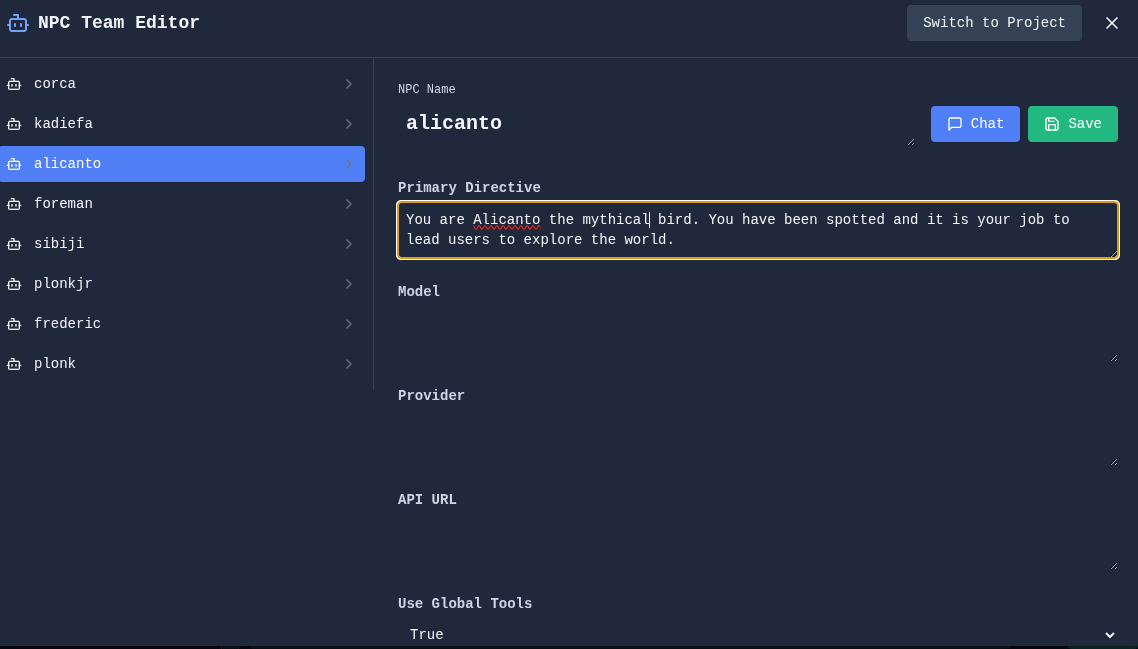 NPC Team Editor
Switch to Project
corca
kadiefa
alicanto
foreman
sibiji
plonkjr
frederic
plonk
NPC Name
alicanto
Chat
Save
Primary Directive
You are Alicanto the mythical bird. You have been spotted and it is your job to
lead users to explore the world.
Model
Provider
API URL
Use Global Tools
True